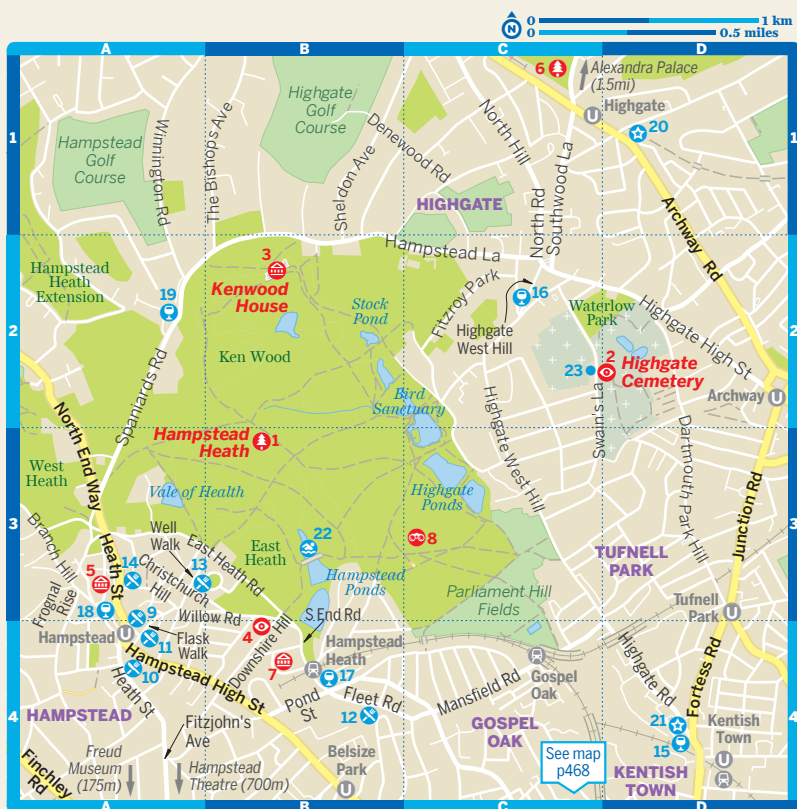 N
0
1 km
0
0.5 miles
A
B
C
D
1
1
2
2
3
3
4
4
A
B
C
D
6
Alexandra Palace
(1.5mi)
Highgate
20
Highgate
Golf
Course
Hampstead
Golf
Course
Winnington Rd
The Bishops Ave
Sheldon Ave
Denewood Rd
North Hill
North Rd
Southwood La
HIGHGATE
Archway Rd
Hampstead La
3
Kenwood
House
Hampstead
Heath
Extension
19
Stock
Pond
Fitzroy Park
16
Highgate
West Hill
Waterlow
Park
Highgate High St
Ken Wood
23
2
Highgate
Cemetery
Archway
Spaniards Rd
Bird
Sanctuary
Highgate West Hill
Swain's La
Dartmouth Park Hill
North End Way
Hampstead
Heath
1
West
Heath
Vale of Health
Highgate
Ponds
Junction Rd
Well
Walk
East Heath Rd
East
Heath
22
8
TUFNELL
PARK
Branch Hill
Heath St
14
Christchurch
Hill
13
Hampstead
Ponds
Parliament Hill
Fields
5
Frognal
Rise
18
9
Willow Rd
4
S End Rd
Tufnell
Park
Hampstead
11
Flask
Walk
Downshire Hill
Hampstead
Heath
Highgate Rd
Fortess Rd
10
Hampstead High St
7
17
Gospel
Oak
Heath St
Pond
St
Fleet Rd
Mansfield Rd
HAMPSTEAD
12
GOSPEL
OAK
21
15
Kentish
Town
Fitzjohn's
Ave
Belsize
Park
See map
p468
Freud
Museum
(175m)
Hampstead
Theatre (700m)
Finchley
Rd
KENTISH
TOWN